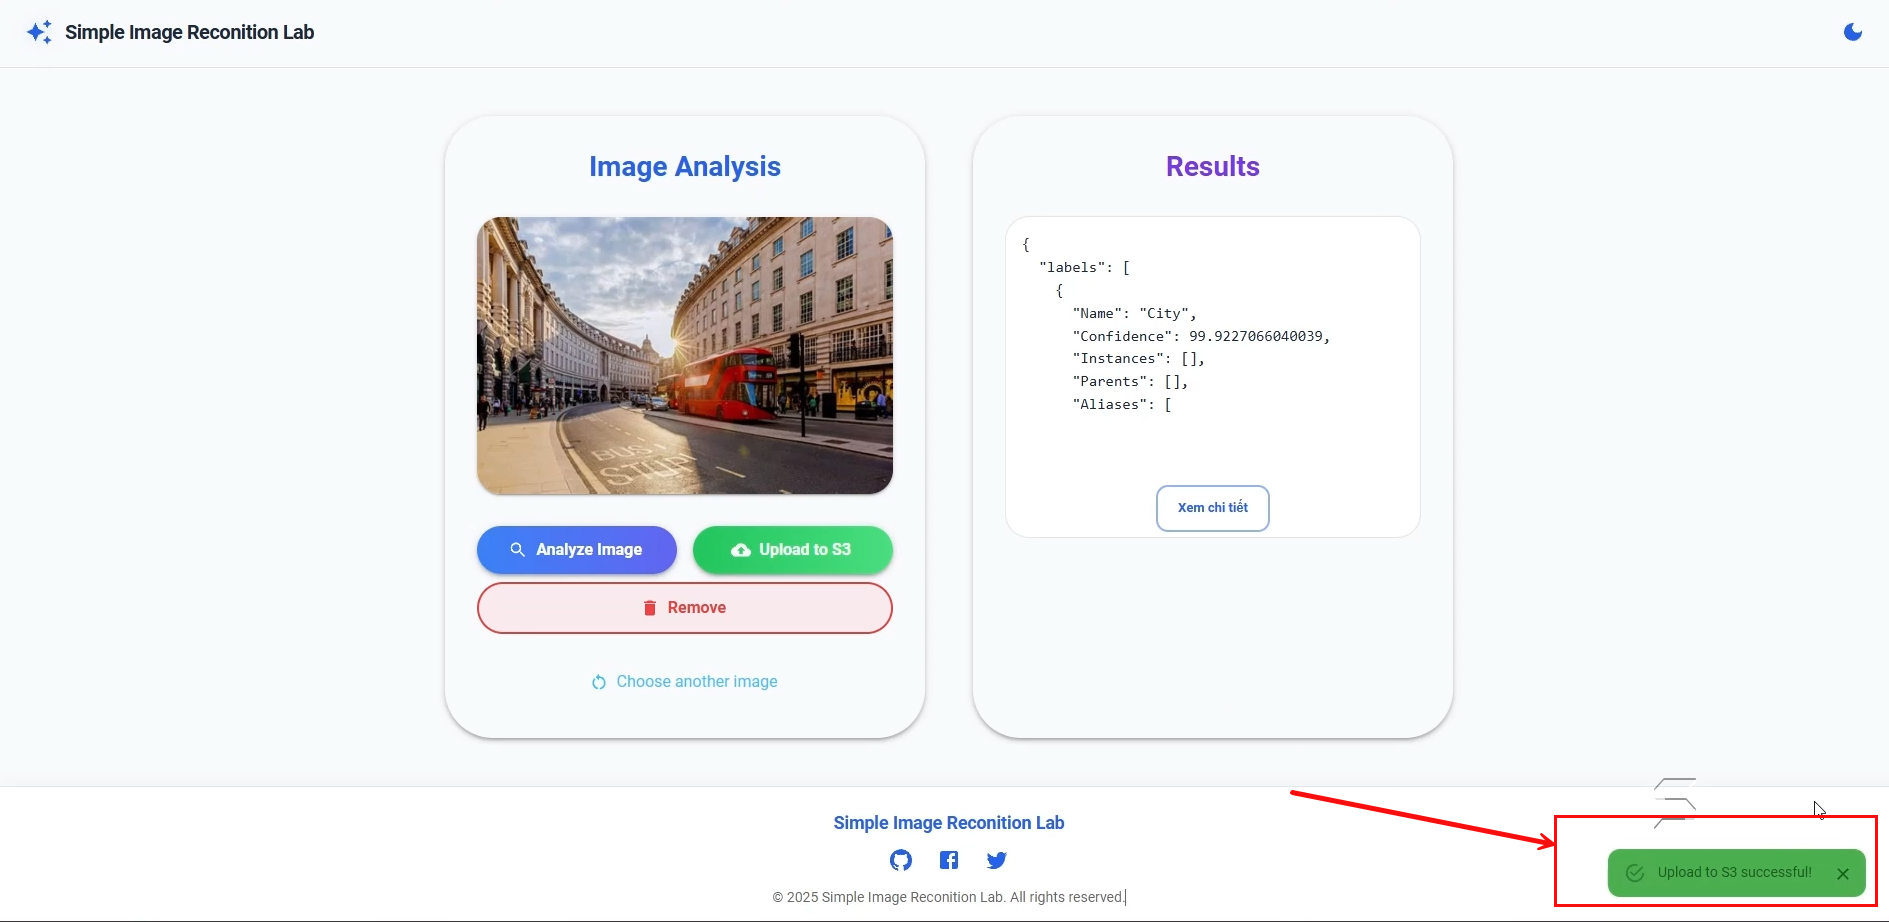 Simple Image Reconition Lab
Image Analysis
BUS
STOP
Analyze Image
Upload to S3
Remove
Choose another image
Results
{
"labels": [
{
"Name": "City",
"Confidence": 99.9227066040039,
"Instances": [],
"Parents": [],
"Aliases": [
Xem chi tiết
Simple Image Reconition Lab
© 2025 Simple Image Reconition Lab. All rights reserved.
Upload to S3 successful!